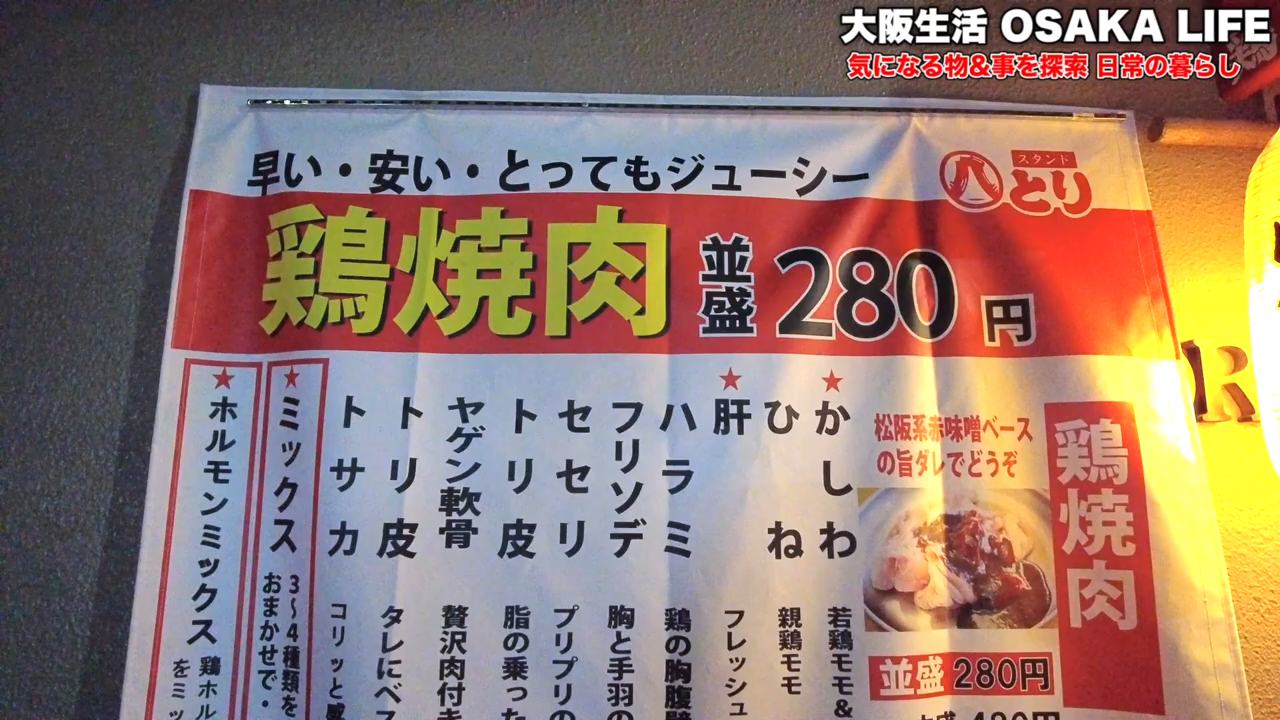 大阪生活 OSAKA LIFE
気になる物&事を探索 日常の暮らし
早い・安い・とってもジューシー
八 スタンド とり
鶏焼肉 並盛 280円
鶏焼肉
松阪系赤味噌ベース
の旨ダレでどうぞ
並盛 280円
★かしわ 若鶏モモ&
ひね 親鶏モモ
★肝 フレッシュ
ハラミ 鶏の胸腹壁
フリソデ 胸と手羽の
セセリ プリプリの
トリ皮 脂の乗った
ヤゲン軟骨 贅沢肉付き
トリ皮 タレにベス
トサカ コリッと感
★ミックス 3〜4種類を
おまかせで・
★ホルモンミックス 鶏ホル
をミッ